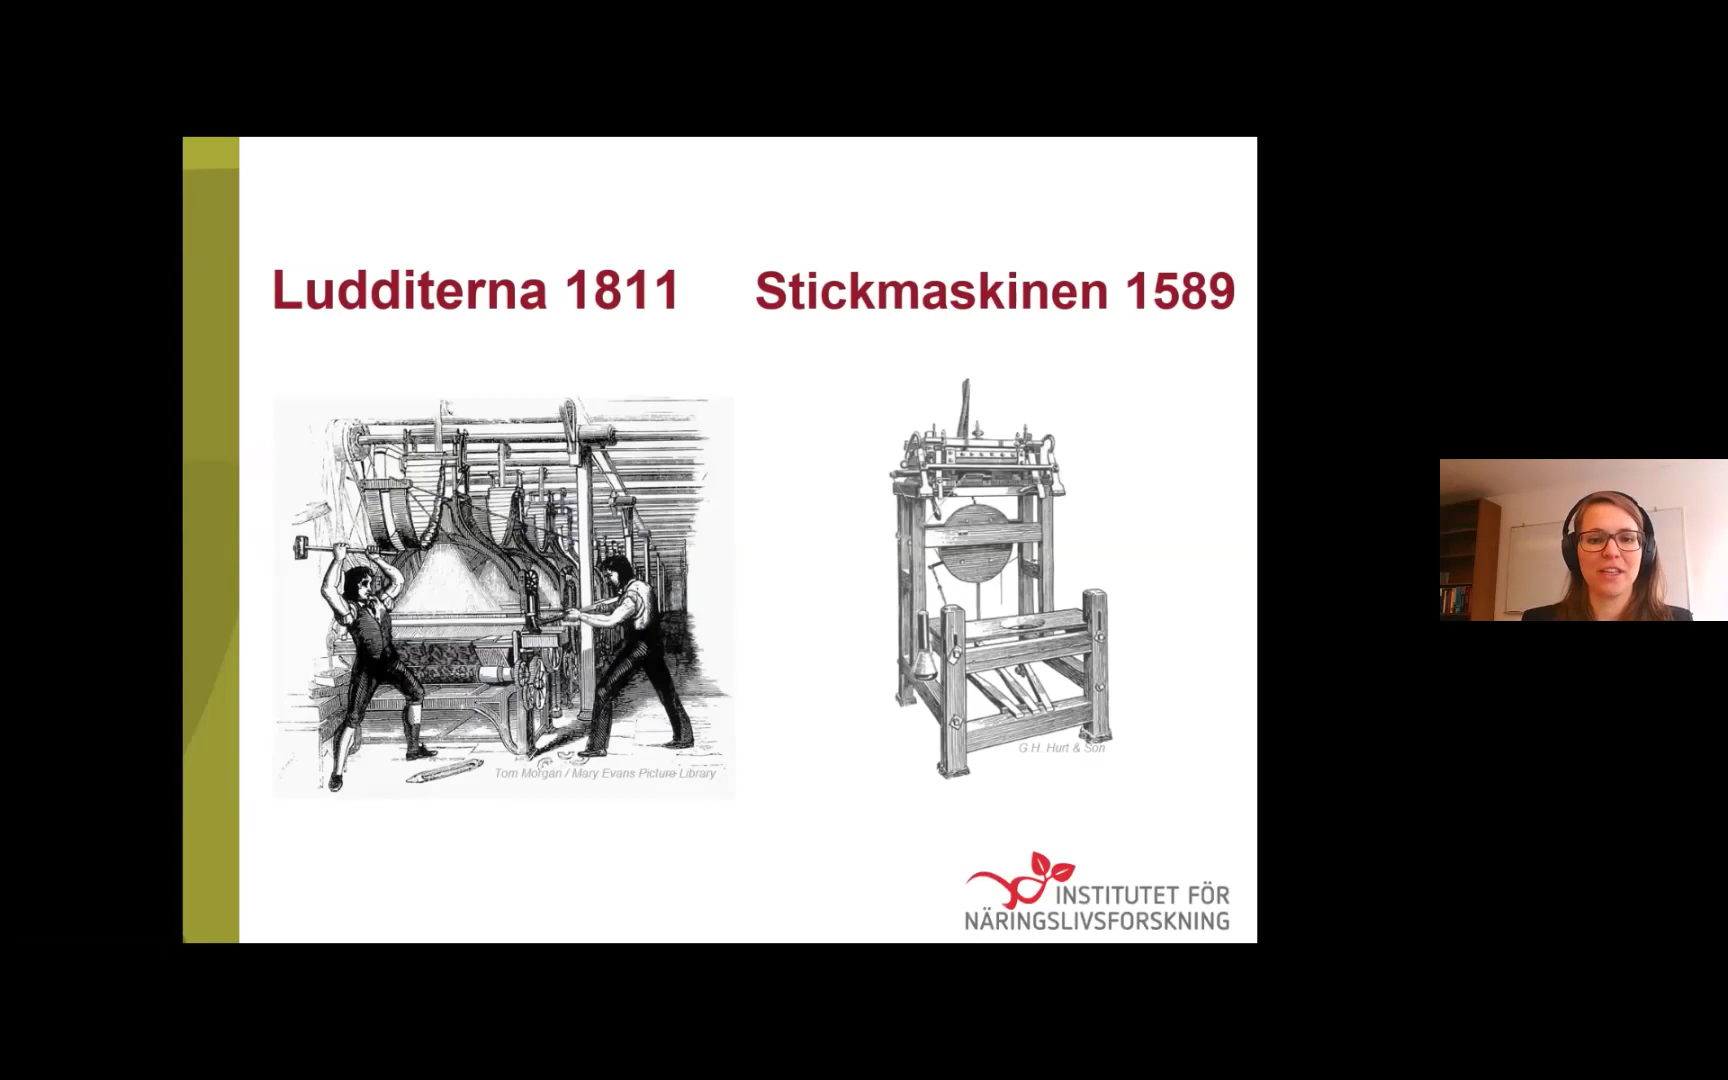 Ludditerna 1811
Stickmaskinen 1589
Tom Morgan / Mary Evans Picture Library
G.H. Hurt & Son
INSTITUTET FÖR
NÄRINGSLIVSFORSKNING